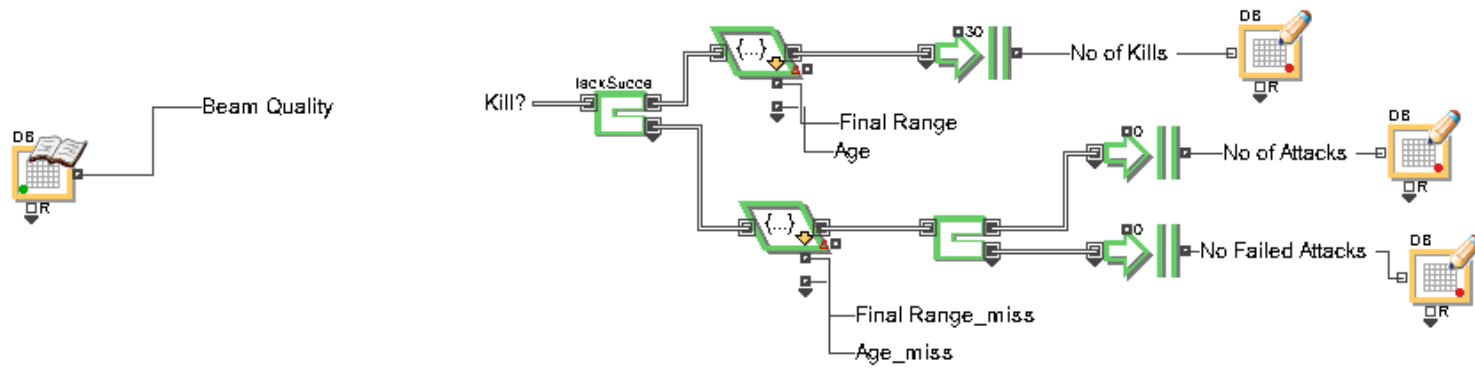 DB
Beam Quality
R
Kill?
lackSucce
{...}
Final Range
Age
30
No of Kills
DB
R
{...}
Final Range_miss
Age_miss
0
No of Attacks
DB
R
0
No Failed Attacks
DB
R